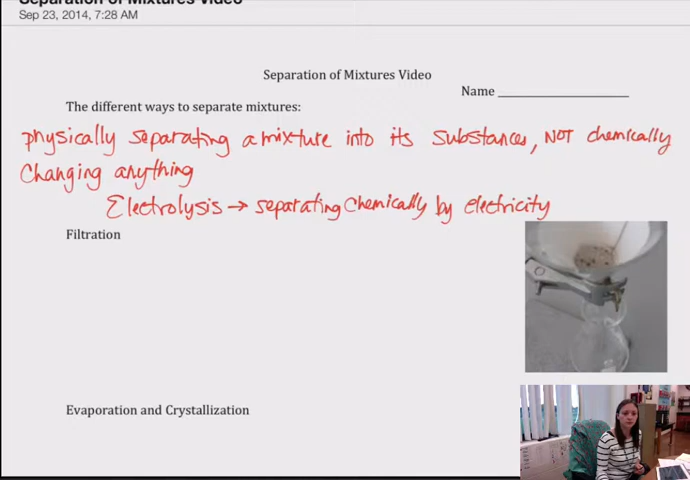 Separation of Mixtures Video
Sep 23, 2014, 7:28 AM
Separation of Mixtures Video
Name
The different ways to separate mixtures:
physically separating a mixture into its substances, NOT chemically
Changing anything
Electrolysis → separating chemically by electricity
Filtration
Evaporation and Crystallization